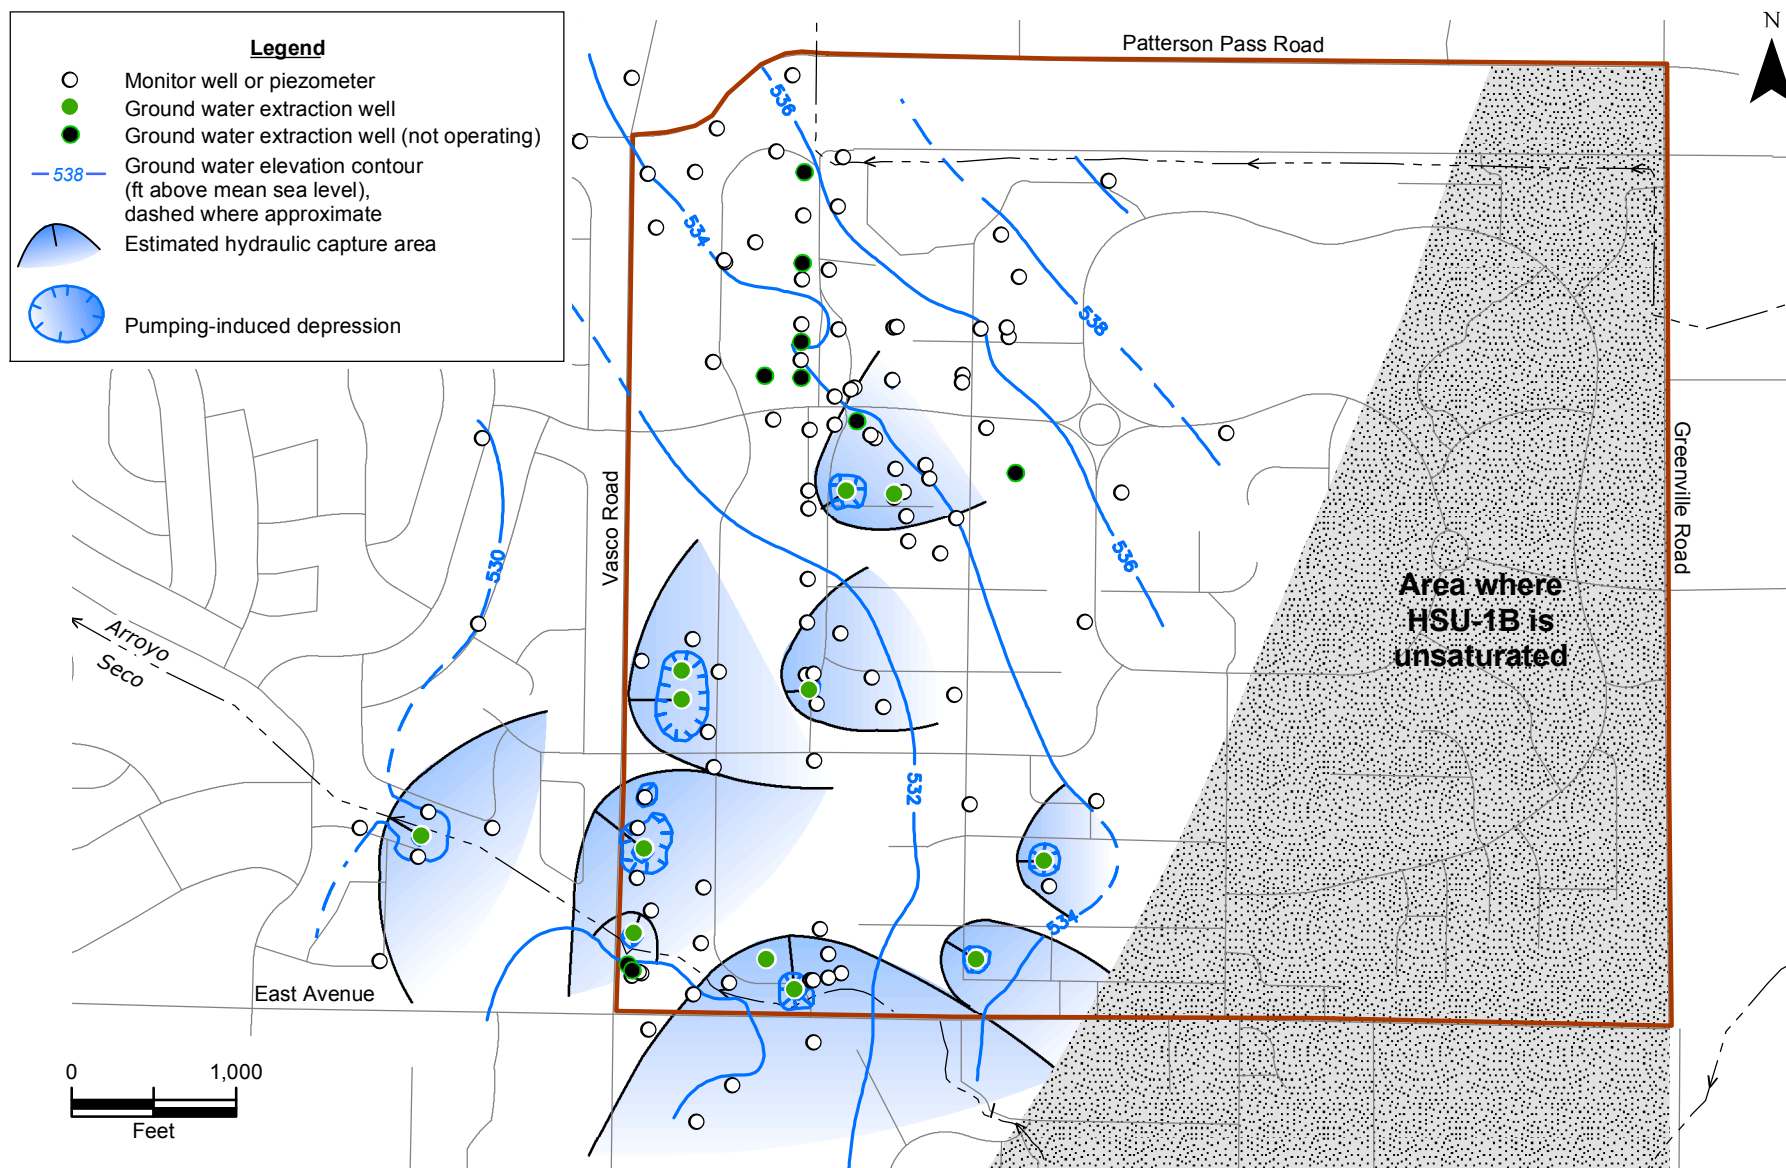 Legend
Monitor well or piezometer
Ground water extraction well
Ground water extraction well (not operating)
538
Ground water elevation contour
(ft above mean sea level),
dashed where approximate
Estimated hydraulic capture area
Pumping-induced depression
N
Patterson Pass Road
536
534
538
Vasco Road
Greenville Road
530
536
Area where
HSU-1B is
unsaturated
Arroyo
Seco
532
534
East Avenue
0 1,000
Feet